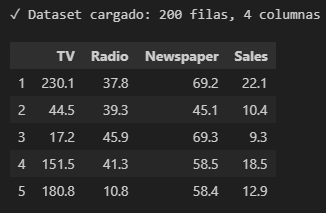 ✓ Dataset cargado: 200 filas, 4 columnas
TV Radio Newspaper Sales
1 230.1 37.8 69.2 22.1
2 44.5 39.3 45.1 10.4
3 17.2 45.9 69.3 9.3
4 151.5 41.3 58.5 18.5
5 180.8 10.8 58.4 12.9